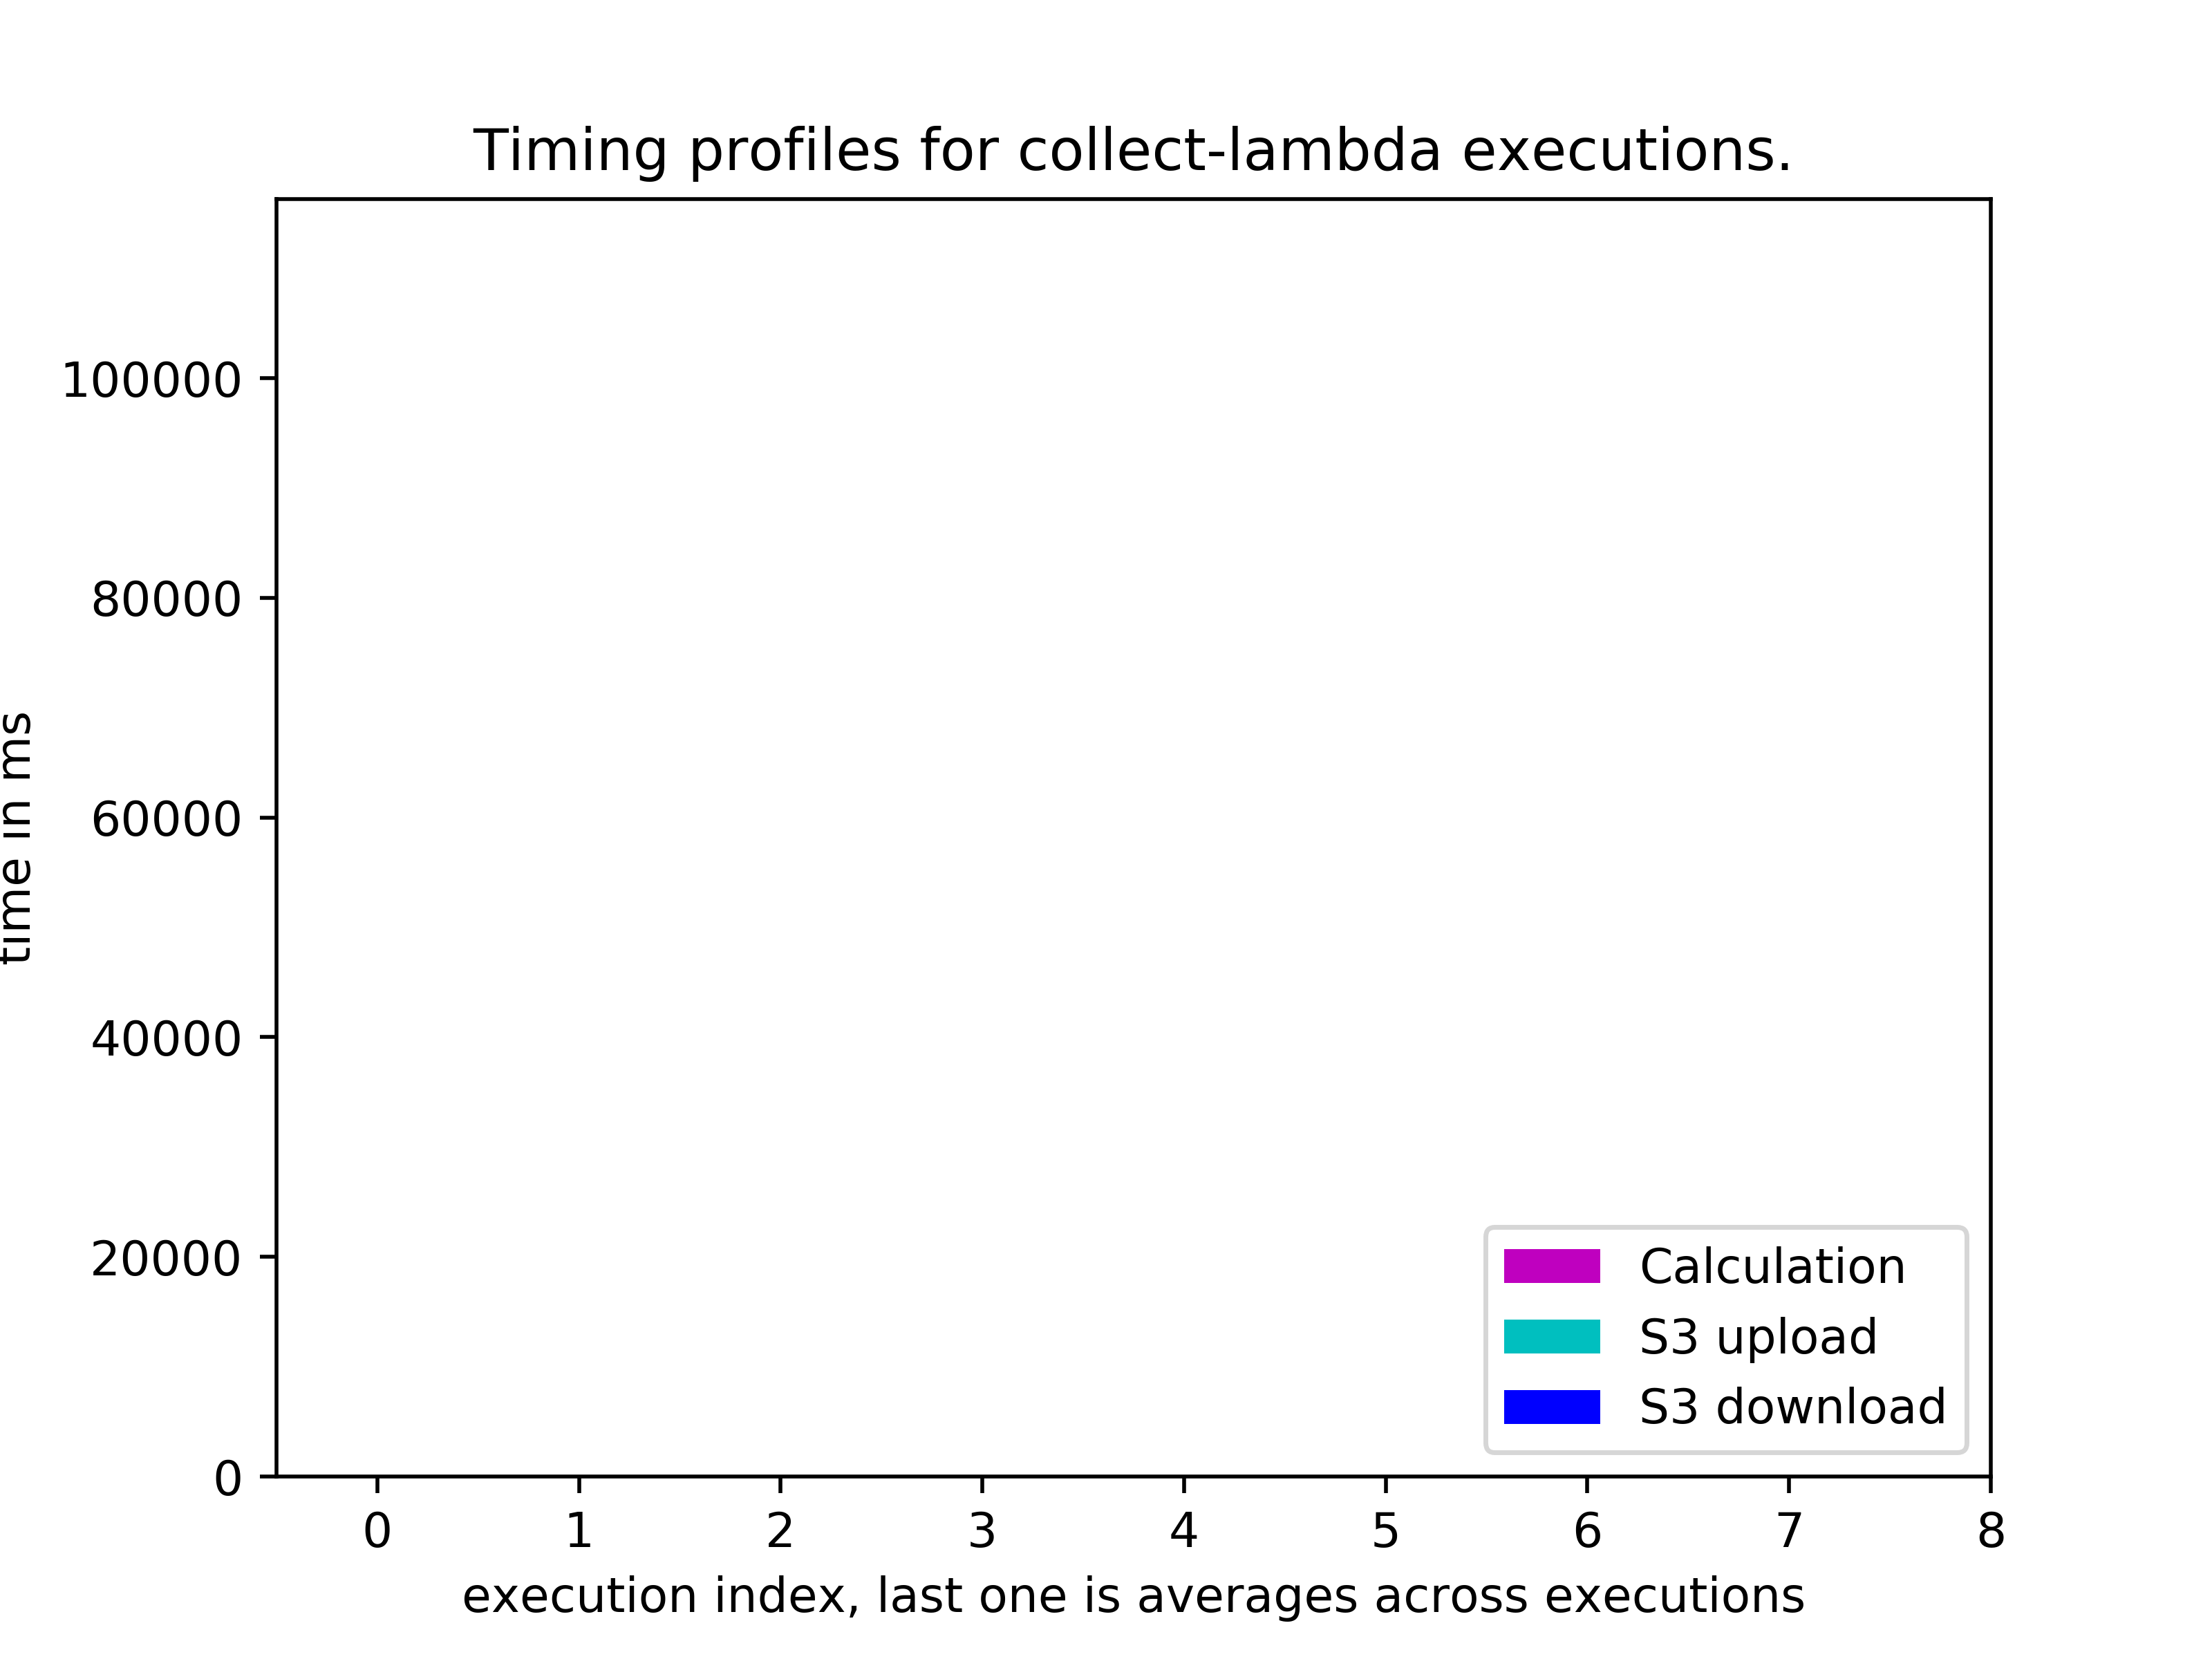 Timing profiles for collect-lambda executions.
100000
80000
60000
40000
20000
0
time in ms
Calculation
S3 upload
S3 download
0 1 2 3 4 5 6 7 8
execution index, last one is averages across executions